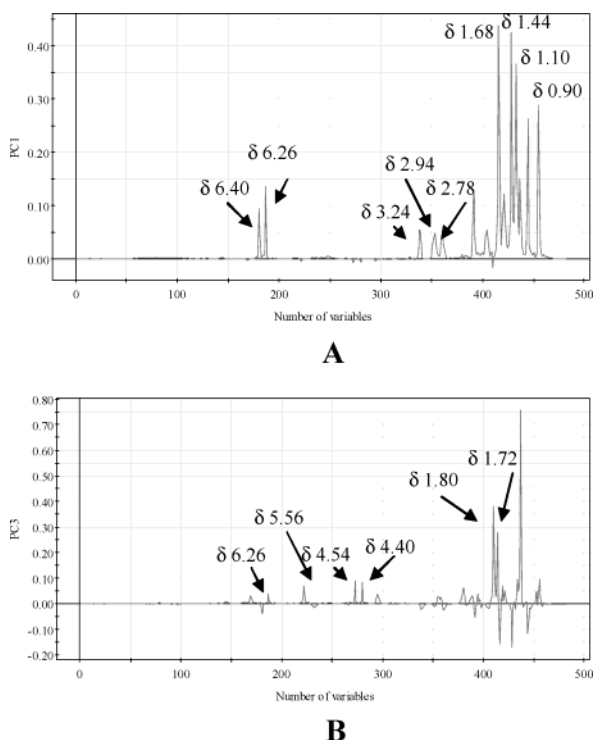 0.40
0.30
0.20
0.10
0.00
PC1
δ 6.40
δ 6.26
δ 3.24
δ 2.94
δ 2.78
δ 1.68
δ 1.44
δ 1.10
δ 0.90
0
100
200
300
400
500
Number of variables
A
0.80
0.70
0.60
0.50
0.40
0.30
0.20
0.10
0.00
-0.10
-0.20
PC3
δ 6.26
δ 5.56
δ 4.54
δ 4.40
δ 1.80
δ 1.72
0
100
200
300
400
500
Number of variables
B